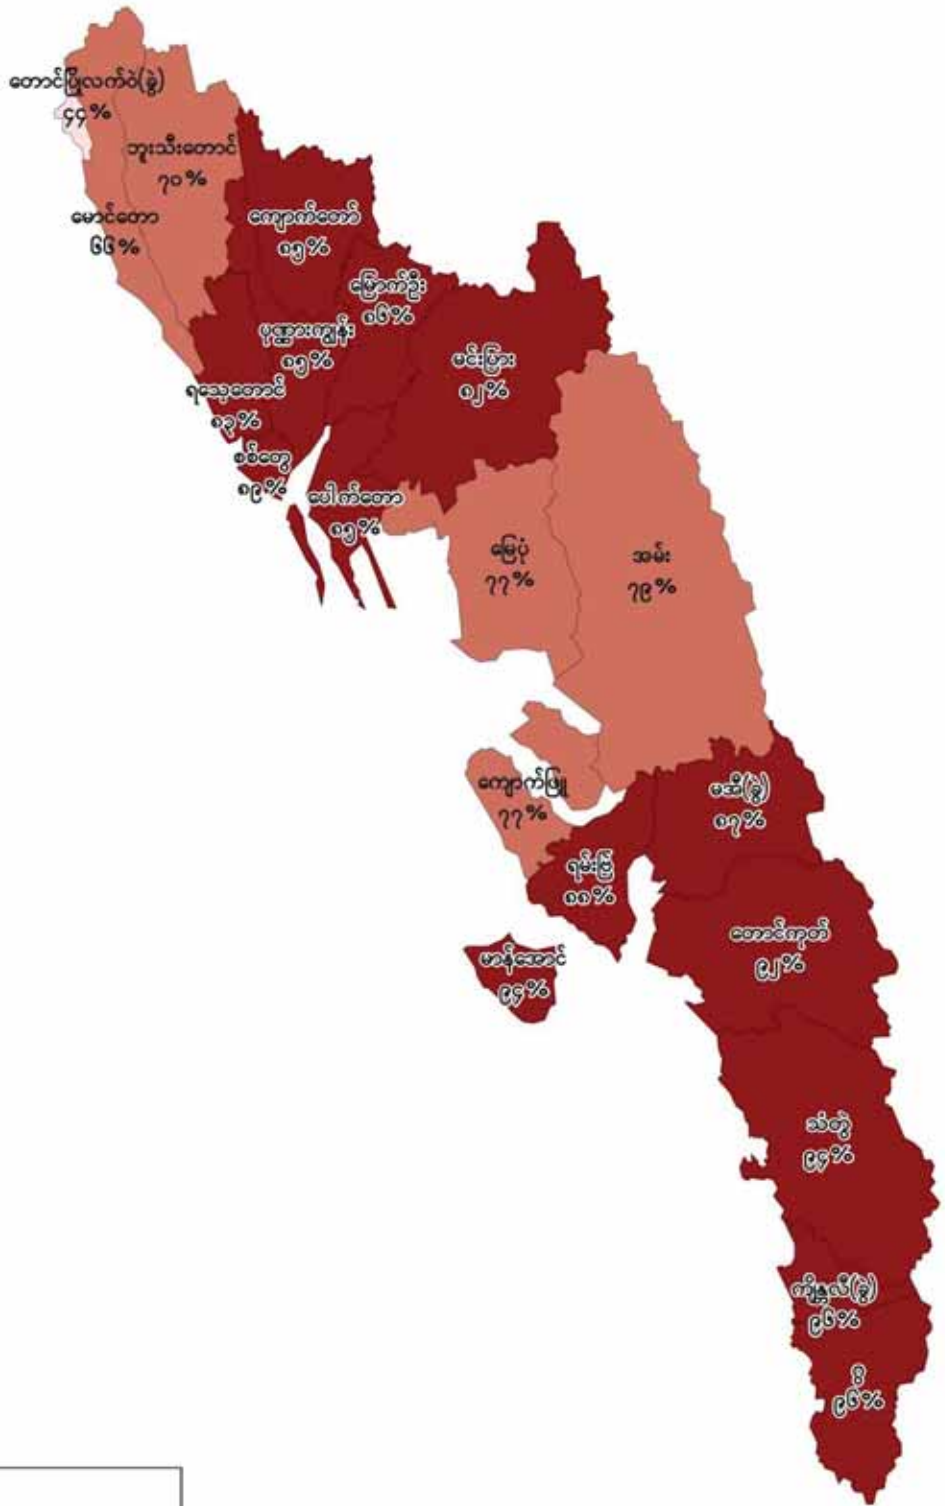 တောင်ပြိုလက်ဝဲ(ခွဲ)
၄၄%
ဘူးသီးတောင်
၇၀%
မောင်တော
၆၆%
ကျောက်တော်
၈၅%
မြောက်ဦး
၈၆%
ပုဏ္ဏားကျွန်း
၈၅%
မင်းပြား
၈၂%
ရသေ့တောင်
၈၃%
စစ်တွေ
၈၉%
ပေါက်တော
၈၅%
မြေပုံ
၇၇%
အမ်း
၇၉%
ကျောက်ဖြူ
၇၇%
မအီ(ခွဲ)
၈၇%
ရမ်းဗြဲ
၈၈%
တောင်ကုတ်
၉၂%
မာန်အောင်
၉၄%
သံတွဲ
၉၄%
ကျိန္တလီ(ခွဲ)
၉၆%
ဂွ
၉၆%